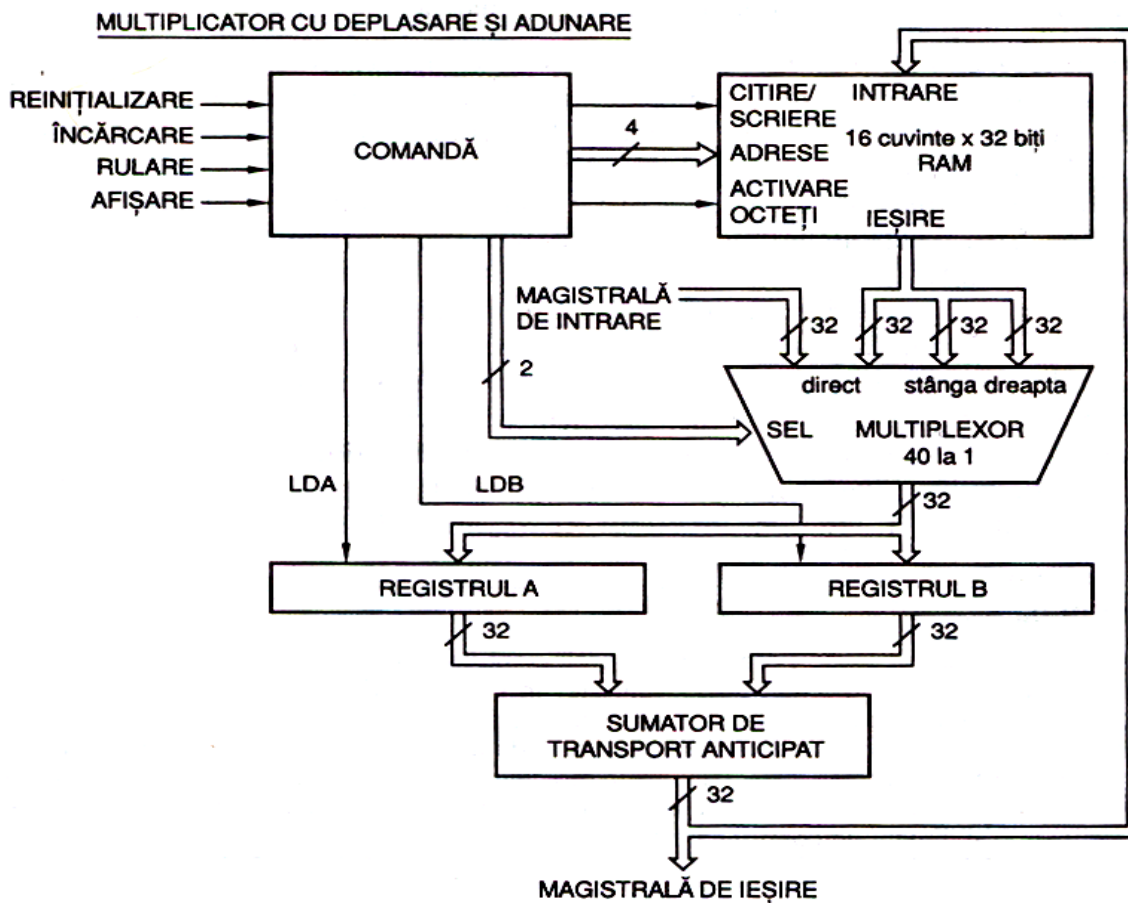 MULTIPLICATOR CU DEPLASARE ȘI ADUNARE
REINIȚIALIZARE
ÎNCĂRCARE
RULARE
AFIȘARE
COMANDĂ
4
CITIRE/
SCRIERE
ADRESE
ACTIVARE
OCTEȚI
INTRARE
16 cuvinte x 32 biți
RAM
IEȘIRE
MAGISTRALĂ
DE INTRARE
32
32
32
32
2
direct
stânga dreapta
SEL
MULTIPLEXOR
40 la 1
LDA
LDB
32
REGISTRUL A
REGISTRUL B
32
32
SUMATOR DE
TRANSPORT ANTICIPAT
32
MAGISTRALĂ DE IEȘIRE